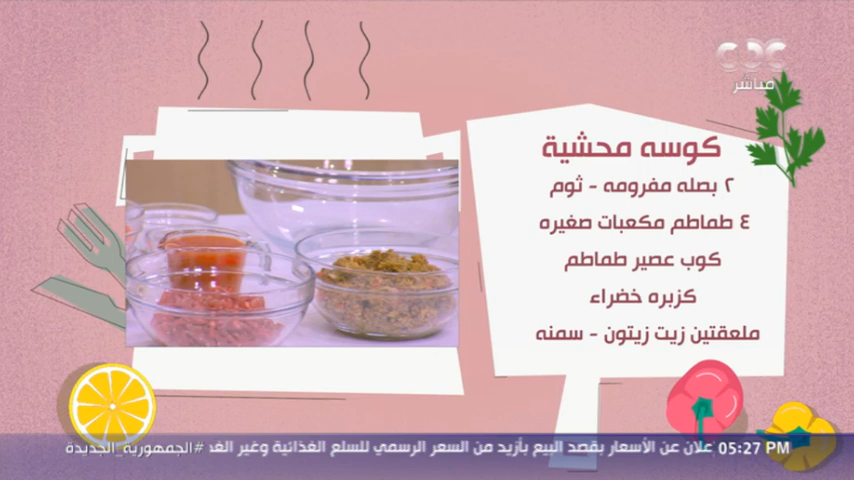 CBC
مباشر
كوسه محشية
٢ بصله مفرومه - ثوم
٤ طماطم مكعبات صغيره
كوب عصير طماطم
كزبره خضراء
ملعقتين زيت زيتون - سمنه
05:27 PM
علان عن الأسعار بقصد البيع بأزيد من السعر الرسمي للسلع الغذائية وغير الغذ
#الجمهورية_الجديدة